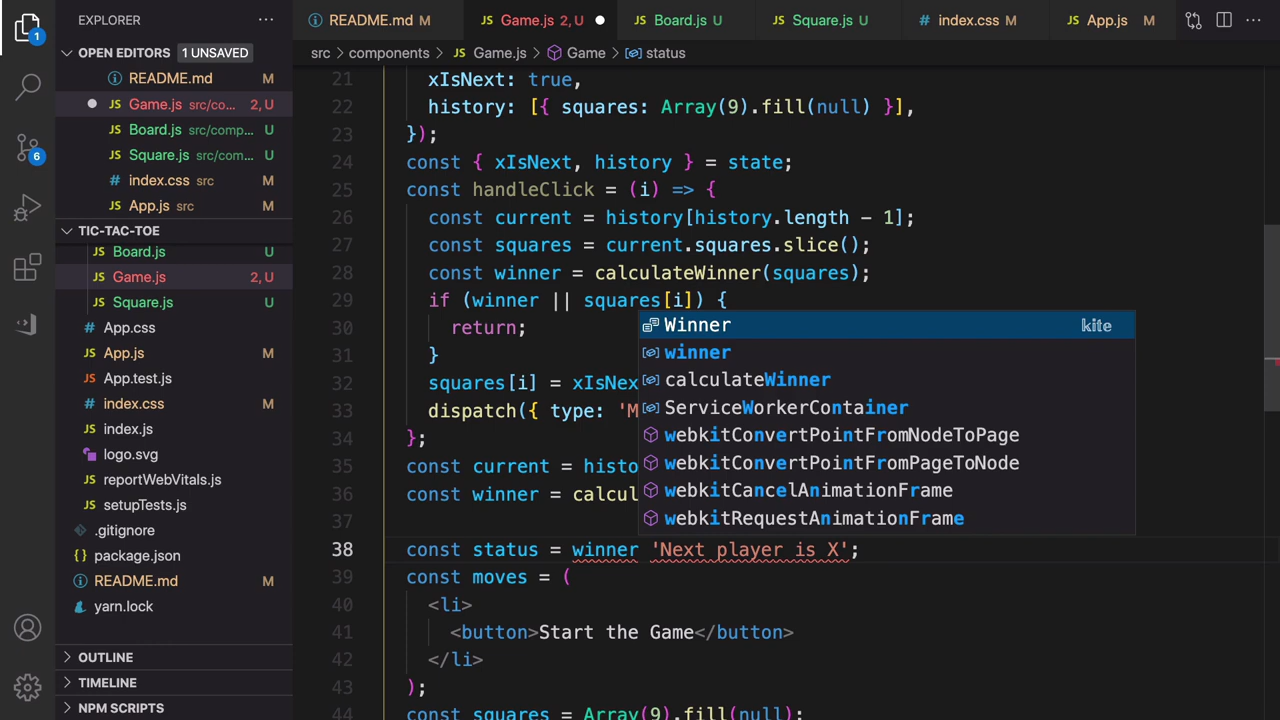 EXPLORER ···
OPEN EDITORS 1 UNSAVED
README.md M
Game.js src/co... 2, U
Board.js src/comp... U
Square.js src/com... U
index.css src M
App.js src M
TIC-TAC-TOE
Board.js U
Game.js 2, U
Square.js U
App.css
App.js M
App.test.js
index.css M
index.js
logo.svg
reportWebVitals.js
setupTests.js
.gitignore
package.json
README.md M
yarn.lock
OUTLINE
TIMELINE
NPM SCRIPTS
1
6
README.md M JS Game.js 2, U JS Board.js U JS Square.js U # index.css M JS App.js M
src > components > JS Game.js > Game > status
21 xIsNext: true,
22 history: [{ squares: Array(9).fill(null) }],
23 });
24 const { xIsNext, history } = state;
25 const handleClick = (i) => {
26 const current = history[history.length - 1];
27 const squares = current.squares.slice();
28 const winner = calculateWinner(squares);
29 if (winner || squares[i]) {
30 return;
31 }
32 squares[i] = xIsNex
33 dispatch({ type: 'M
34 };
35 const current = histo
36 const winner = calcul
37
38 const status = winner 'Next player is X';
39 const moves = (
40 <li>
41 <button>Start the Game</button>
42 </li>
43 );
44 const squares = Array(9).fill(null);
Winner kite
winner
calculateWinner
ServiceWorkerContainer
webkitConvertPointFromNodeToPage
webkitConvertPointFromPageToNode
webkitCancelAnimationFrame
webkitRequestAnimationFrame